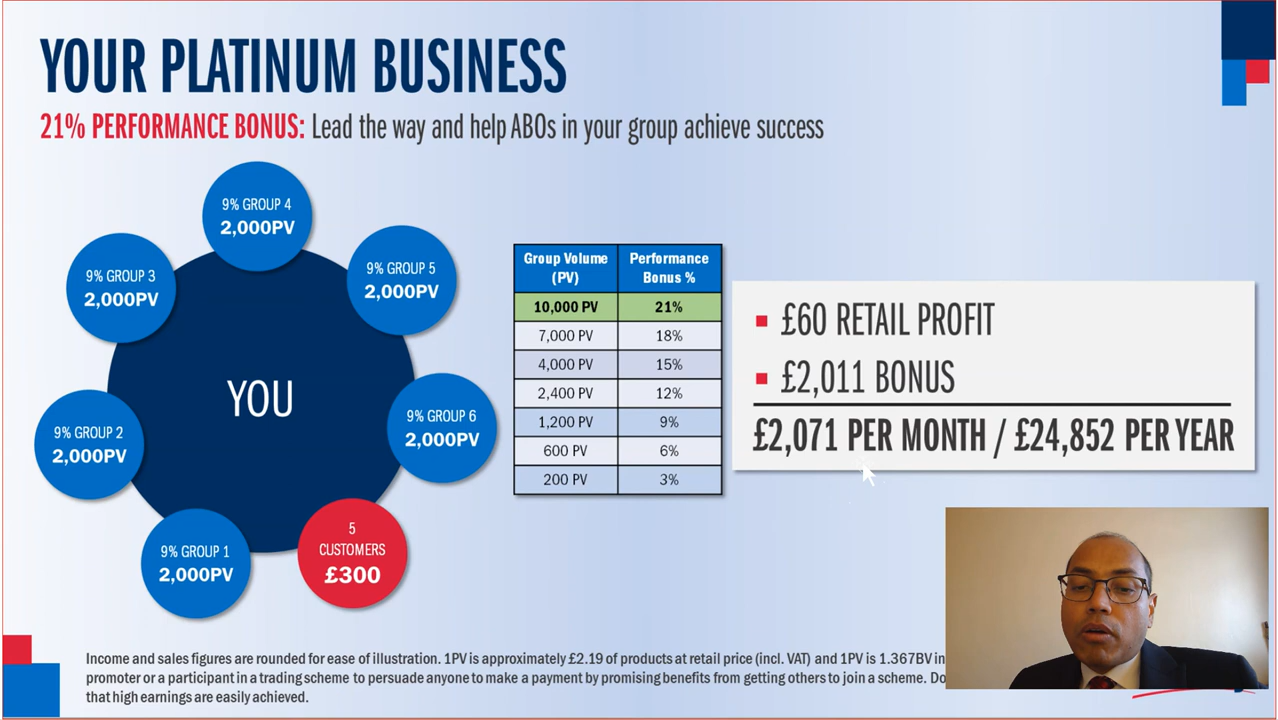 YOUR PLATINUM BUSINESS
21% PERFORMANCE BONUS: Lead the way and help ABOs in your group achieve success
9% GROUP 4
2,000PV
9% GROUP 3
2,000PV
9% GROUP 5
2,000PV
YOU
9% GROUP 2
2,000PV
9% GROUP 6
2,000PV
9% GROUP 1
2,000PV
5
CUSTOMERS
£300
Group Volume (PV) Performance Bonus %
10,000 PV 21%
7,000 PV 18%
4,000 PV 15%
2,400 PV 12%
1,200 PV 9%
600 PV 6%
200 PV 3%
£60 RETAIL PROFIT
£2,011 BONUS
£2,071 PER MONTH / £24,852 PER YEAR
Income and sales figures are rounded for ease of illustration. 1PV is approximately £2.19 of products at retail price (incl. VAT) and 1PV is 1.367BV in
promoter or a participant in a trading scheme to persuade anyone to make a payment by promising benefits from getting others to join a scheme. Do
that high earnings are easily achieved.